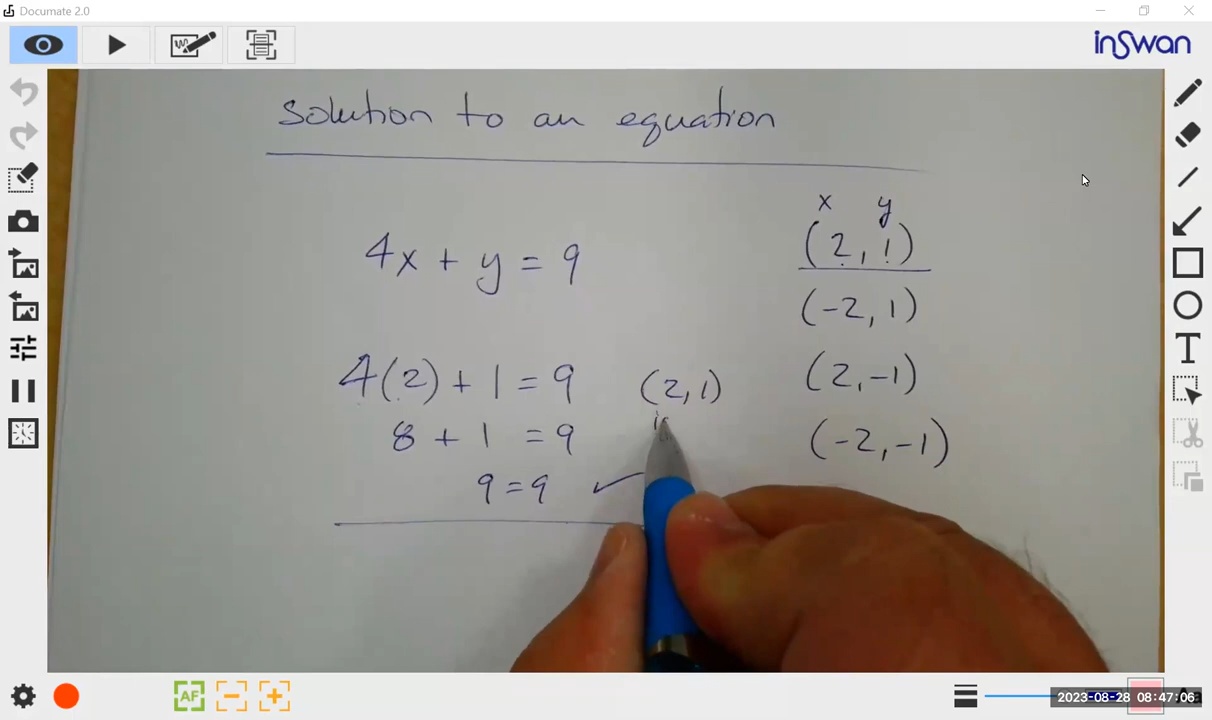 Documate 2.0
inSwan
Solution to an equation
x y
4x + y = 9
(2, 1)
(-2, 1)
4(2) + 1 = 9
(2, 1)
(2, -1)
8 + 1 = 9
(-2, -1)
9 = 9 ✓
T
AF
2023-08-28 08:47:06